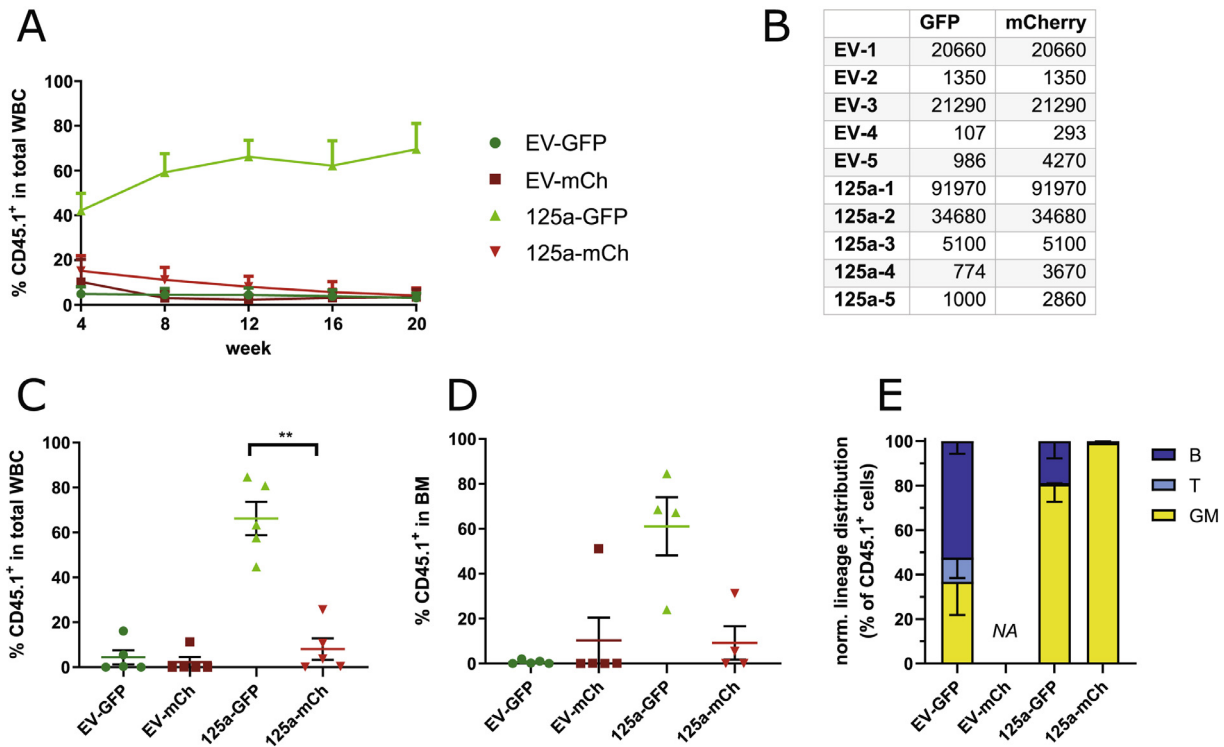 A
% CD45.1+ in total WBC
100
80
60
40
20
0
4 8 12 16 20
week
EV-GFP
EV-mCh
125a-GFP
125a-mCh
B
GFP mCherry
EV-1 20660 20660
EV-2 1350 1350
EV-3 21290 21290
EV-4 107 293
EV-5 986 4270
125a-1 91970 91970
125a-2 34680 34680
125a-3 5100 5100
125a-4 774 3670
125a-5 1000 2860
C
% CD45.1+ in total WBC
100
80
60
40
20
0
**
EV-GFP
EV-mCh
125a-GFP
125a-mCh
D
% CD45.1+ in BM
100
80
60
40
20
0
EV-GFP
EV-mCh
125a-GFP
125a-mCh
E
norm. lineage distribution
(% of CD45.1+ cells)
100
80
60
40
20
0
NA
EV-GFP
EV-mCh
125a-GFP
125a-mCh
B
T
GM